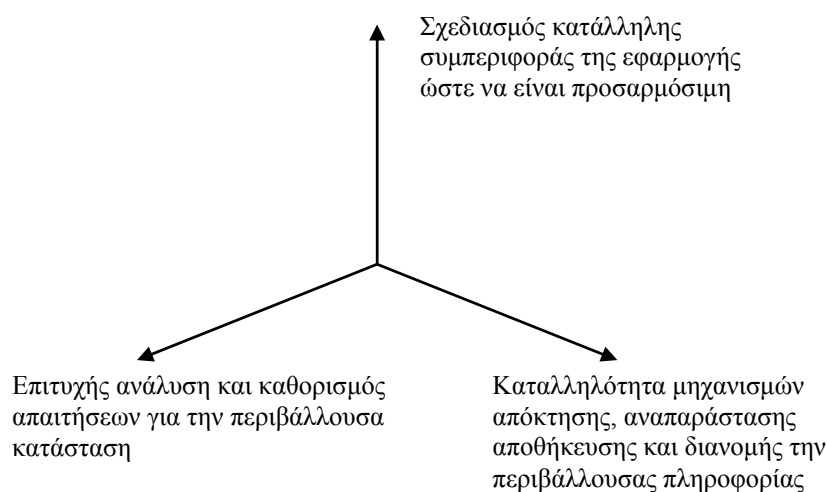 Σχεδιασμός κατάλληλης
συμπεριφοράς της εφαρμογής
ώστε να είναι προσαρμόσιμη
Επιτυχής ανάλυση και καθορισμός
απαιτήσεων για την περιβάλλουσα
κατάσταση
Καταλληλότητα μηχανισμών
απόκτησης, αναπαράστασης
αποθήκευσης και διανομής την
περιβάλλουσας πληροφορίας